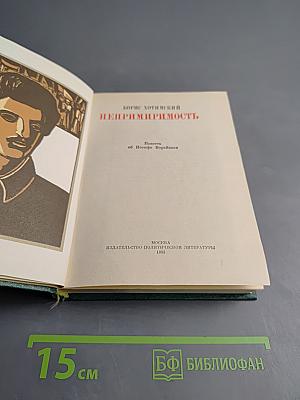 БОРИС ХОТИМСКИЙ
НЕПРИМИРИМОСТЬ
Повесть
об Иосифе Варейкисе
МОСКВА
ИЗДАТЕЛЬСТВО ПОЛИТИЧЕСКОЙ ЛИТЕРАТУРЫ
15 см
БФ БИБЛИОФАН